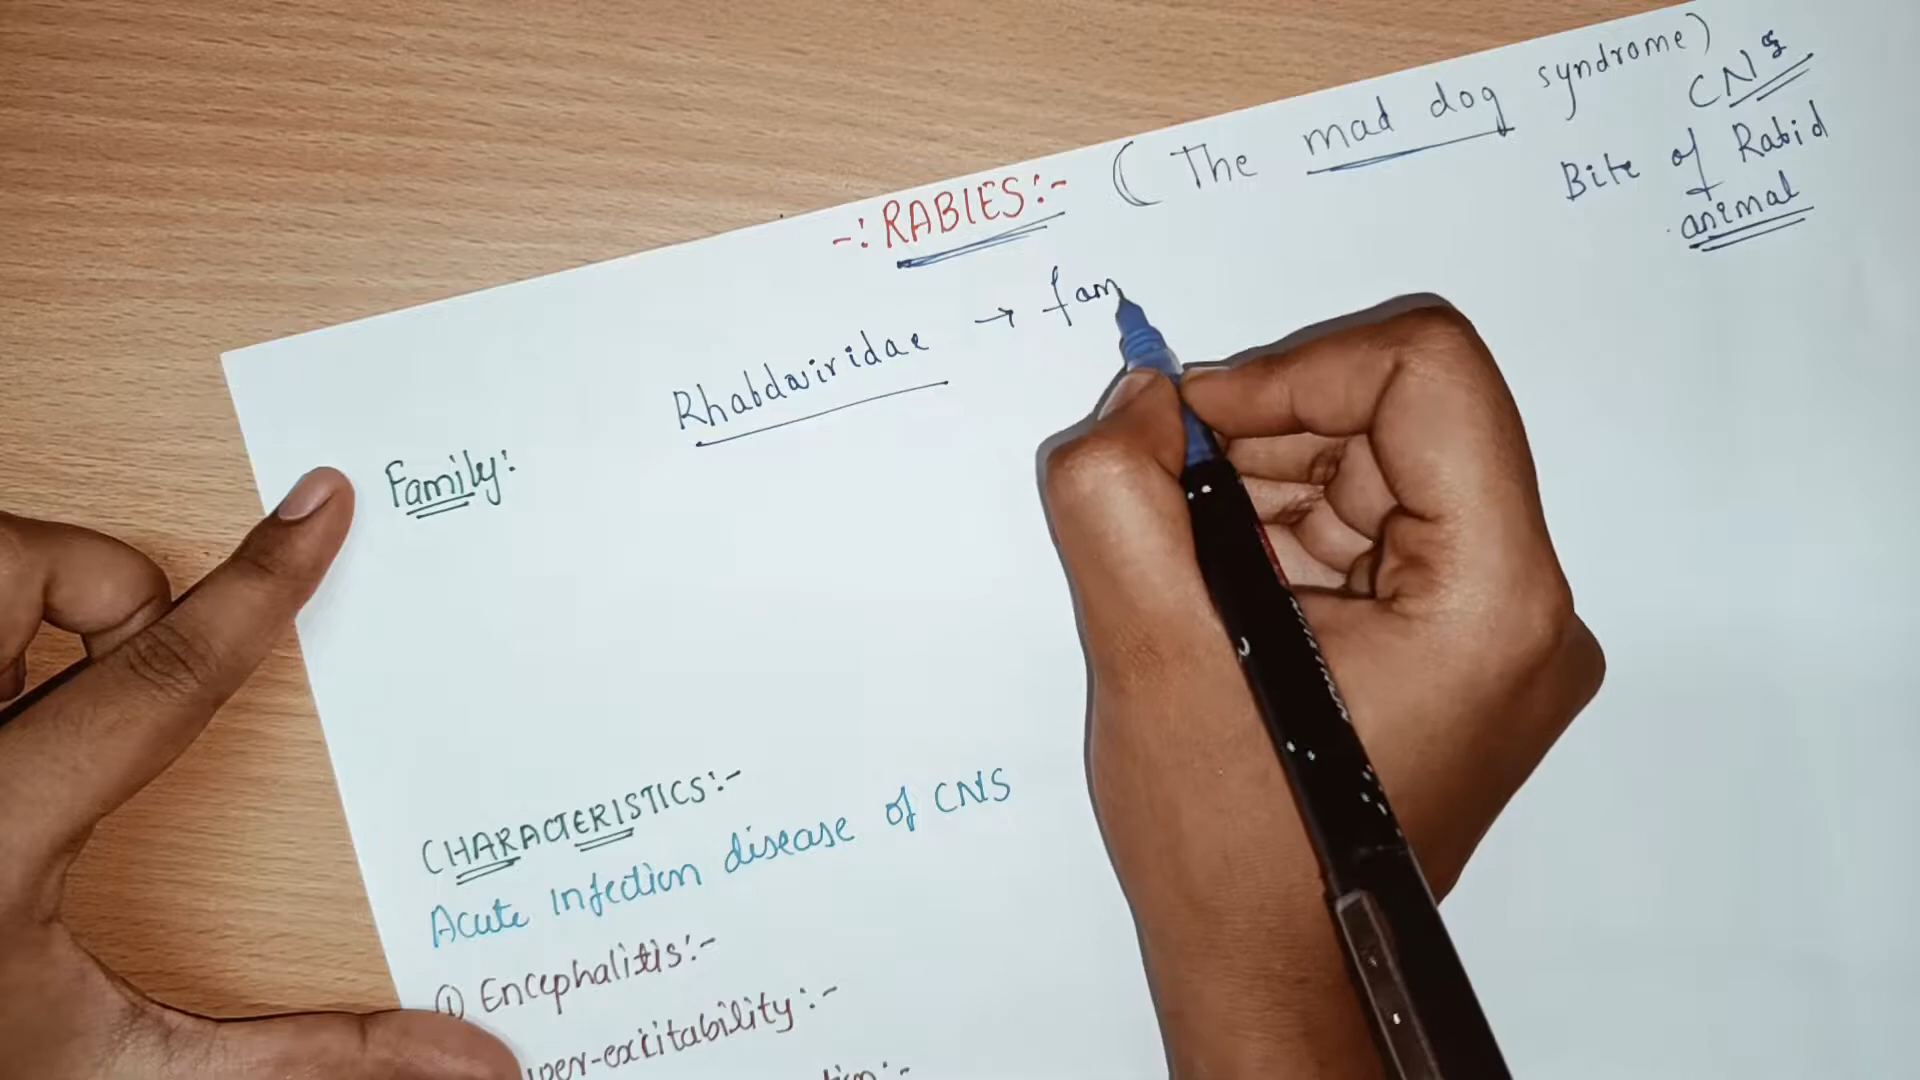 -: RABIES:- (The mad dog syndrome)
CNS
Bite of Rabid
animal
Rhabdaviridae → fam
Family:
CHARACTERISTICS:-
Acute infection disease of CNS
① Encephalitis:-
per-excitability:-